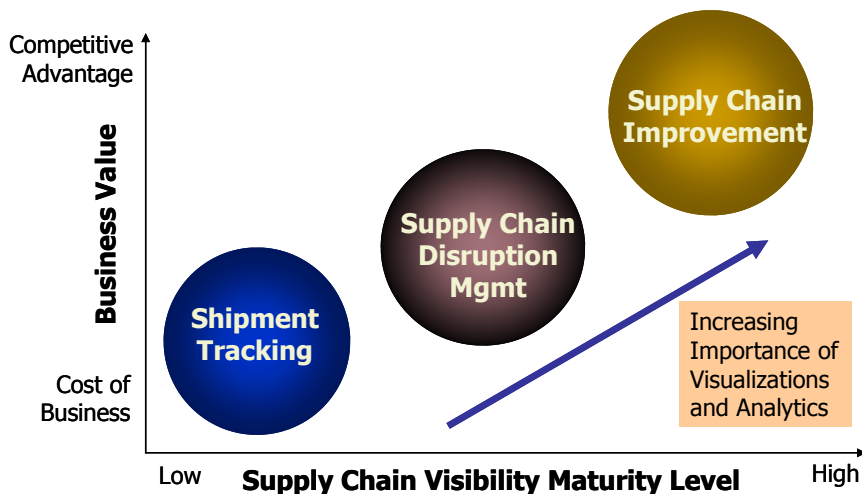 Competitive
Advantage
Business Value
Cost of
Business
Supply Chain
Improvement
Supply Chain
Disruption
Mgmt
Shipment
Tracking
Increasing
Importance of
Visualizations
and Analytics
Low
Supply Chain Visibility Maturity Level
High